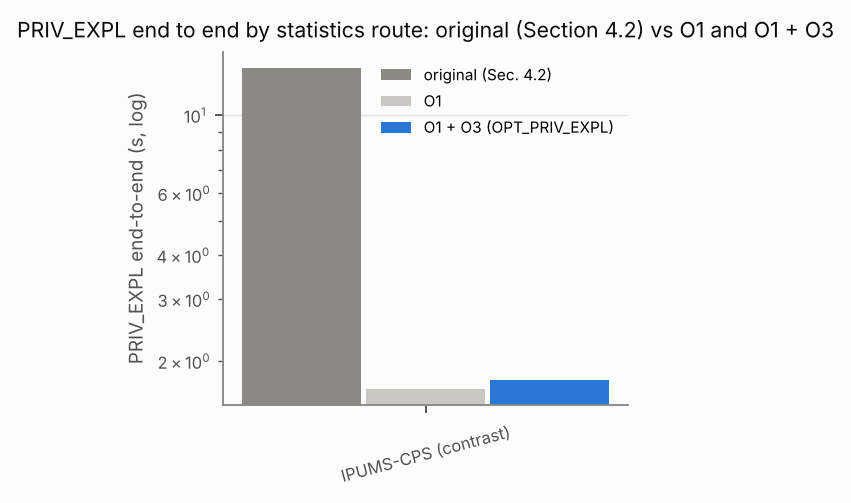 PRIV_EXPL end to end by statistics route: original (Section 4.2) vs O1 and O1 + O3
original (Sec. 4.2)
O1
O1 + O3 (OPT_PRIV_EXPL)
PRIV_EXPL end-to-end (s, log)
10¹
6 × 10⁰
4 × 10⁰
3 × 10⁰
2 × 10⁰
IPUMS-CPS (contrast)